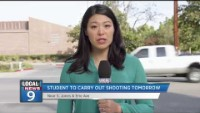 LOCAL
NEWS
9
STUDENT TO CARRY OUT SHOOTING TOMORROW